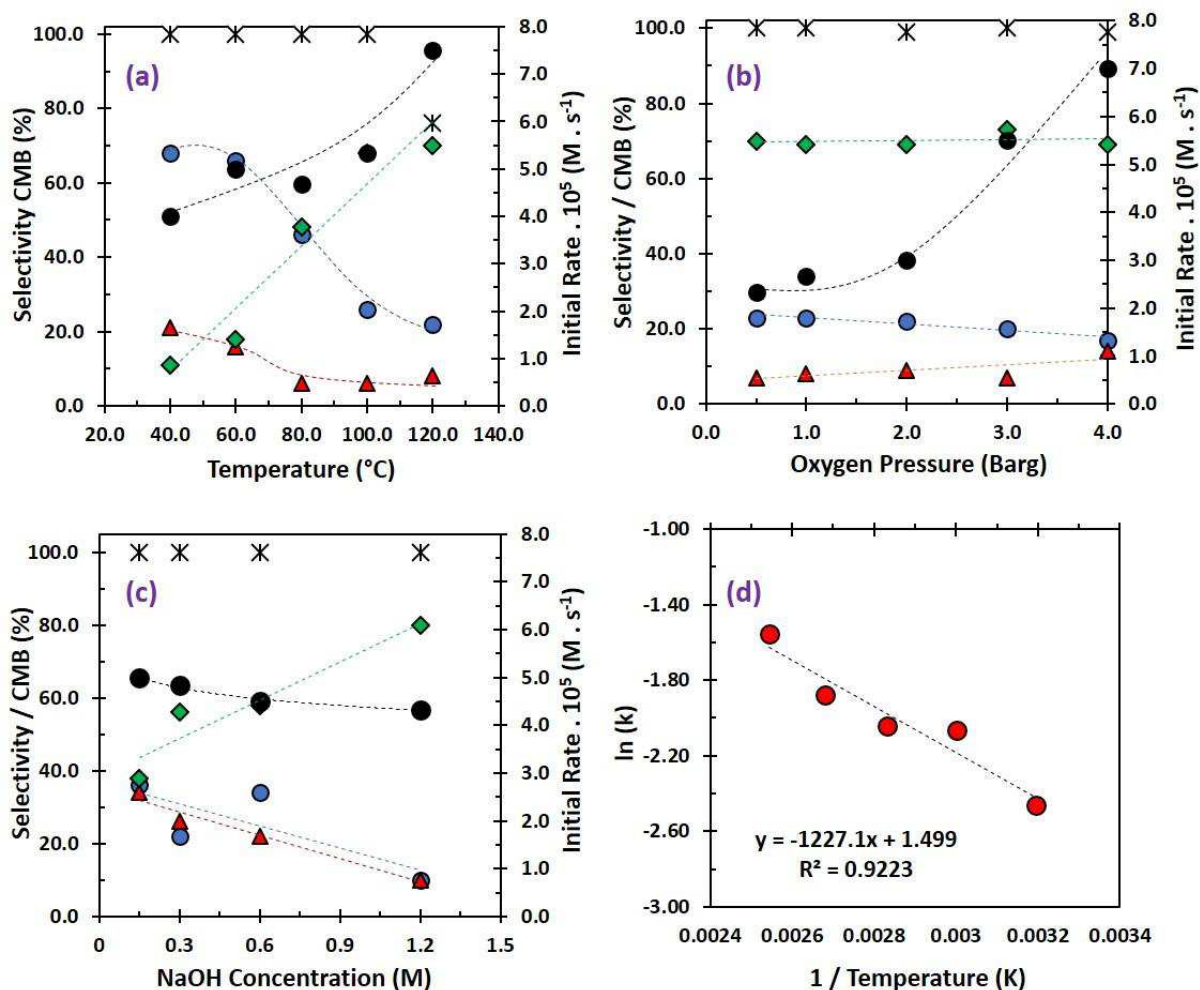 (a)
Selectivity CMB (%)
100.0
80.0
60.0
40.0
20.0
0.0
20.0 40.0 60.0 80.0 100.0 120.0 140.0
Temperature (°C)
8.0
7.0
6.0
5.0
4.0
3.0
2.0
1.0
0.0
Initial Rate . 10⁵ (M . s⁻¹)
(b)
Selectivity / CMB (%)
100.0
80.0
60.0
40.0
20.0
0.0
0.0 1.0 2.0 3.0 4.0
Oxygen Pressure (Barg)
8.0
7.0
6.0
5.0
4.0
3.0
2.0
1.0
0.0
Initial Rate . 10⁵ (M . s⁻¹)
(c)
Selectivity / CMB (%)
100.0
80.0
60.0
40.0
20.0
0.0
0 0.3 0.6 0.9 1.2 1.5
NaOH Concentration (M)
8.0
7.0
6.0
5.0
4.0
3.0
2.0
1.0
0.0
Initial Rate . 10⁵ (M . s⁻¹)
(d)
ln (k)
-1.00
-1.40
-1.80
-2.20
-2.60
-3.00
y = -1227.1x + 1.499
R² = 0.9223
0.0024 0.0026 0.0028 0.003 0.0032 0.0034
1 / Temperature (K)